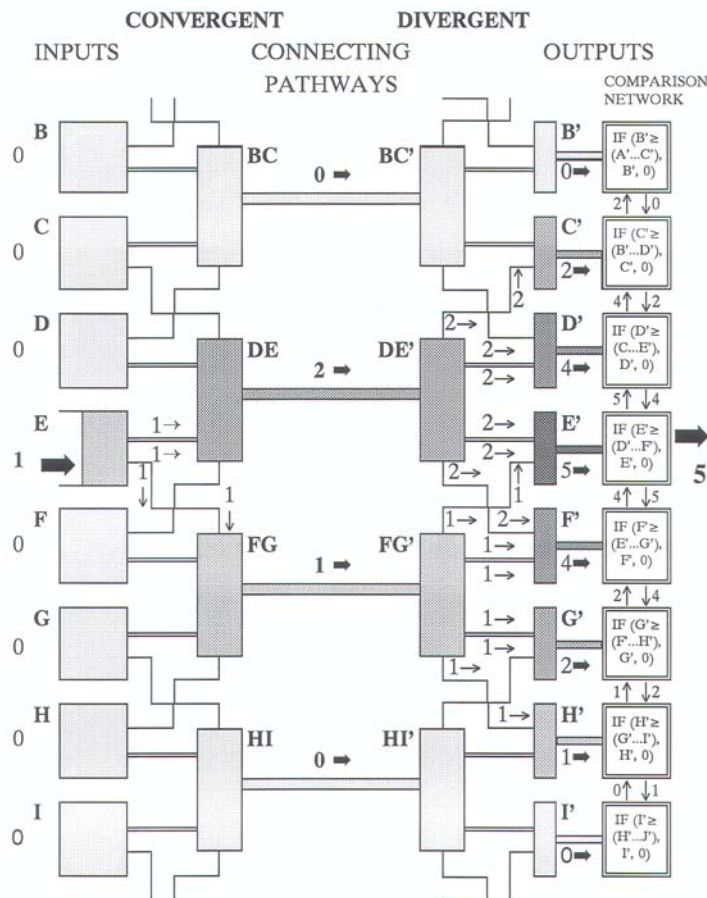 CONVERGENT DIVERGENT
INPUTS CONNECTING PATHWAYS OUTPUTS
COMPARISON NETWORK
B 0 BC 0 ➡ BC' B' 0➡
IF (B'≥
(A'...C'),
B', 0)
2↑ ↓0
C 0 C' 2➡
IF (C'≥
(B'...D'),
C', 0)
2→ ↑2
4↑ ↓2
D 0 DE 2 ➡ DE' 2→ 2→ D' 4➡
IF (D'≥
(C...E'),
D', 0)
5↑ ↓4
E 1 1→ 1→ 2→ 2→ E' 5➡
IF (E'≥
(D'...F'),
E', 0)
5
1↓ 1↓ 2→ ↑1
4↑ ↓5
1→ 2→
F 0 FG 1 ➡ FG' 1→ 1→ F' 4➡
IF (F'≥
(E'...G'),
F', 0)
2↑ ↓4
G 0 1→ 1→ G' 2➡
IF (G'≥
(F'...H'),
G', 0)
1→
1↑ ↓2
1→
H 0 HI 0 ➡ HI' H' 1➡
IF (H'≥
(G'...I'),
H', 0)
0↑ ↓1
I 0 I' 0➡
IF (I'≥
(H'...J'),
I', 0)